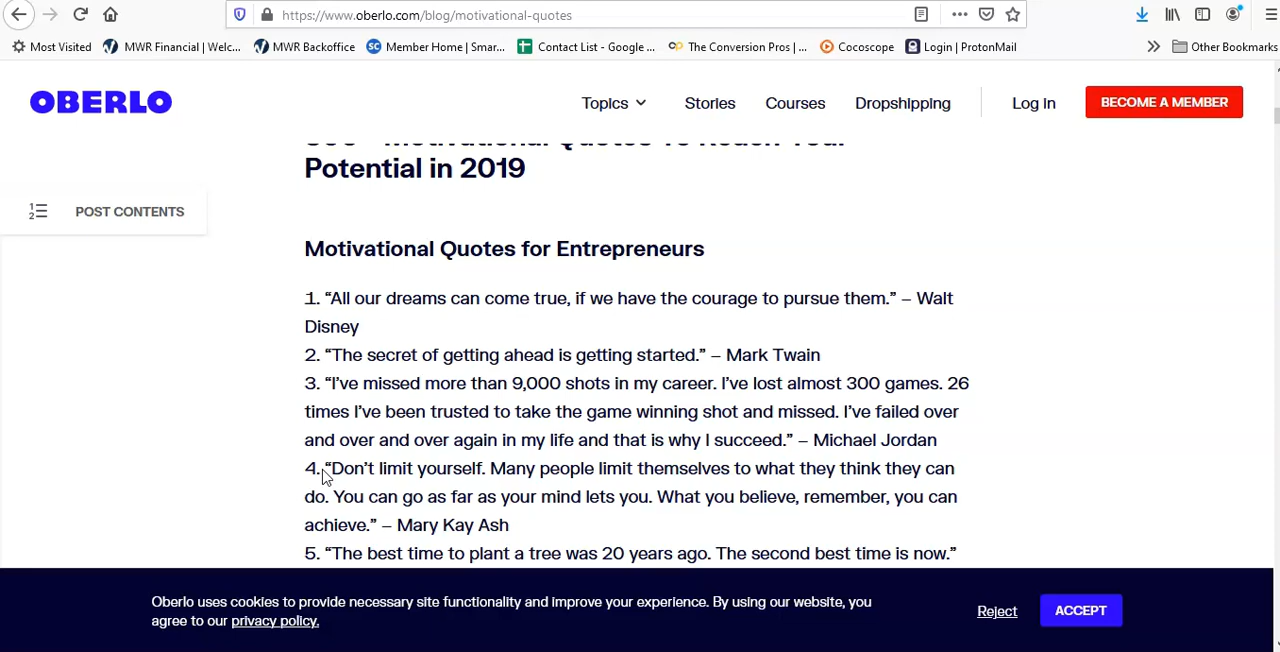 https://www.oberlo.com/blog/motivational-quotes
Most Visited MWR Financial | Welc... MWR Backoffice Member Home | Smar... Contact List - Google ... The Conversion Pros | ... Cocoscope Login | ProtonMail Other Bookmarks
OBERLO Topics Stories Courses Dropshipping Log in BECOME A MEMBER
Motivational Quotes To Reach Your
Potential in 2019
POST CONTENTS
Motivational Quotes for Entrepreneurs
1. “All our dreams can come true, if we have the courage to pursue them.” – Walt
Disney
2. “The secret of getting ahead is getting started.” – Mark Twain
3. “I’ve missed more than 9,000 shots in my career. I’ve lost almost 300 games. 26
times I’ve been trusted to take the game winning shot and missed. I’ve failed over
and over and over again in my life and that is why I succeed.” – Michael Jordan
4. “Don’t limit yourself. Many people limit themselves to what they think they can
do. You can go as far as your mind lets you. What you believe, remember, you can
achieve.” – Mary Kay Ash
5. “The best time to plant a tree was 20 years ago. The second best time is now.”
Oberlo uses cookies to provide necessary site functionality and improve your experience. By using our website, you
agree to our privacy policy.
Reject ACCEPT